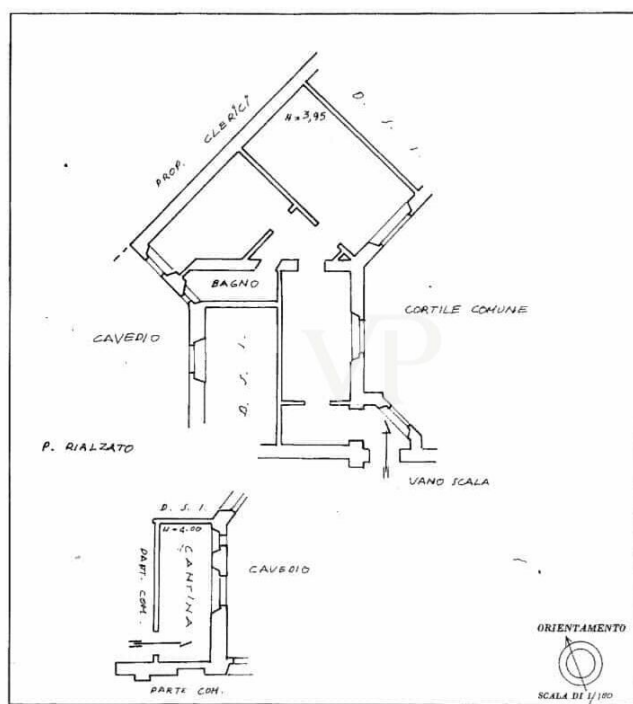 PROP. CLERICI
D. S. I.
H = 3,95
BAGNO
CORTILE COMUNE
CAVEDIO
D. S. I.
VP
P. RIALZATO
VANO SCALA
D. S. I.
H = 4.00
PART. COM.
CANTINA
CAVEDIO
PARTE COM.
ORIENTAMENTO
SCALA DI 1/100